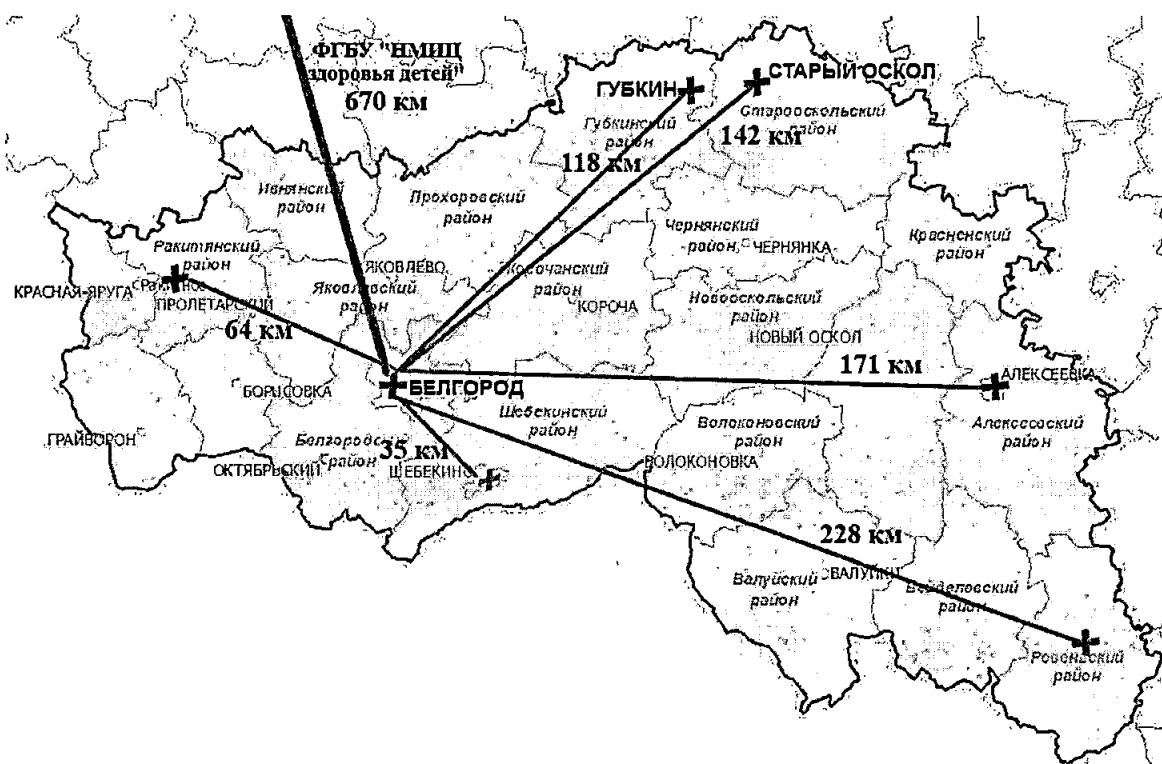 ФГБУ "НМИЦ
здоровья детей"
670 км
ГУБКИН
СТАРЫЙ ОСКОЛ
Губкинский
район
Старооскольский
район
118 км
142 км
Ивнянский
район
Прохоровский
район
Чернянский
район
ЧЕРНЯНКА
Красненский
район
Ракитянский
район
КРАСНАЯ-ЯРУГА
ПРОЛЕТАРСКИЙ
64 км
ЯКОВЛЕВО
Яковлевский
район
Корочанский
район
КОРОЧА
Новооскольский
район
НОВЫЙ ОСКОЛ
171 км
АЛЕКСЕЕВКА
Алексеевский
район
БЕЛГОРОД
БОРИСОВКА
ГРАЙВОРОН
Шебекинский
район
Волоконовский
район
ВОЛОКОНОВКА
Белгородский
район
35 км
ОКТЯБРЬСКИЙ
ШЕБЕКИНО
228 км
Валуйский
район
ВАЛУЙКИ
Вейделевский
район
Ровеньский
район